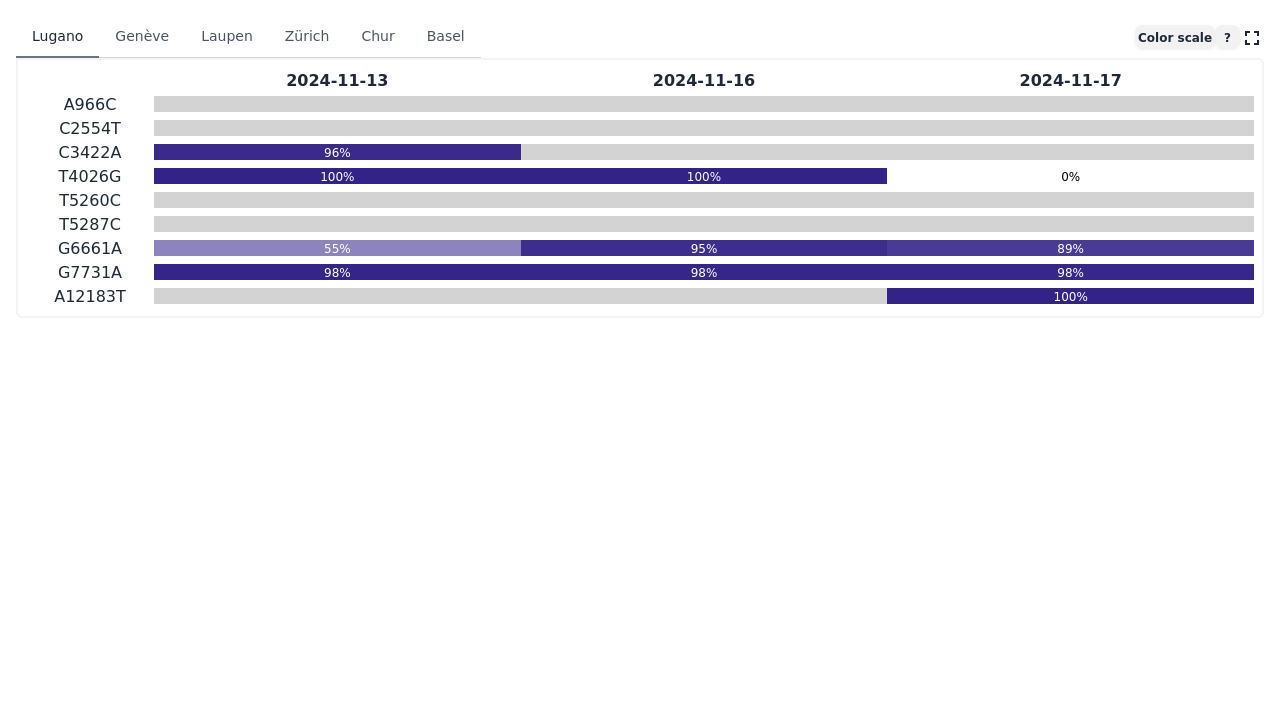 Lugano Genève Laupen Zürich Chur Basel Color scale ?
2024-11-13 2024-11-16 2024-11-17
A966C
C2554T
C3422A 96%
T4026G 100% 100% 0%
T5260C
T5287C
G6661A 55% 95% 89%
G7731A 98% 98% 98%
A12183T 100%